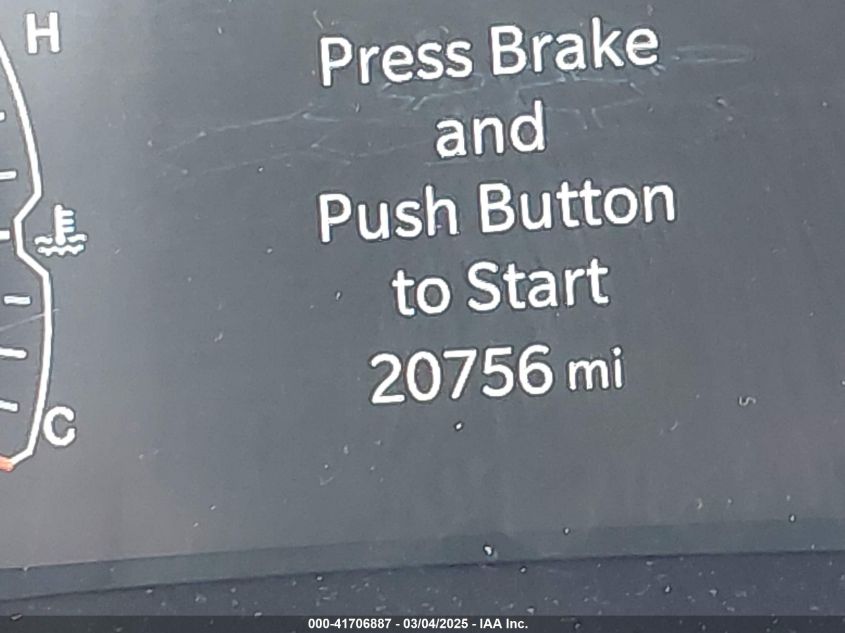 H
Press Brake
and
Push Button
to Start
20756 mi
C
000-41706887 - 03/04/2025 - IAA Inc.